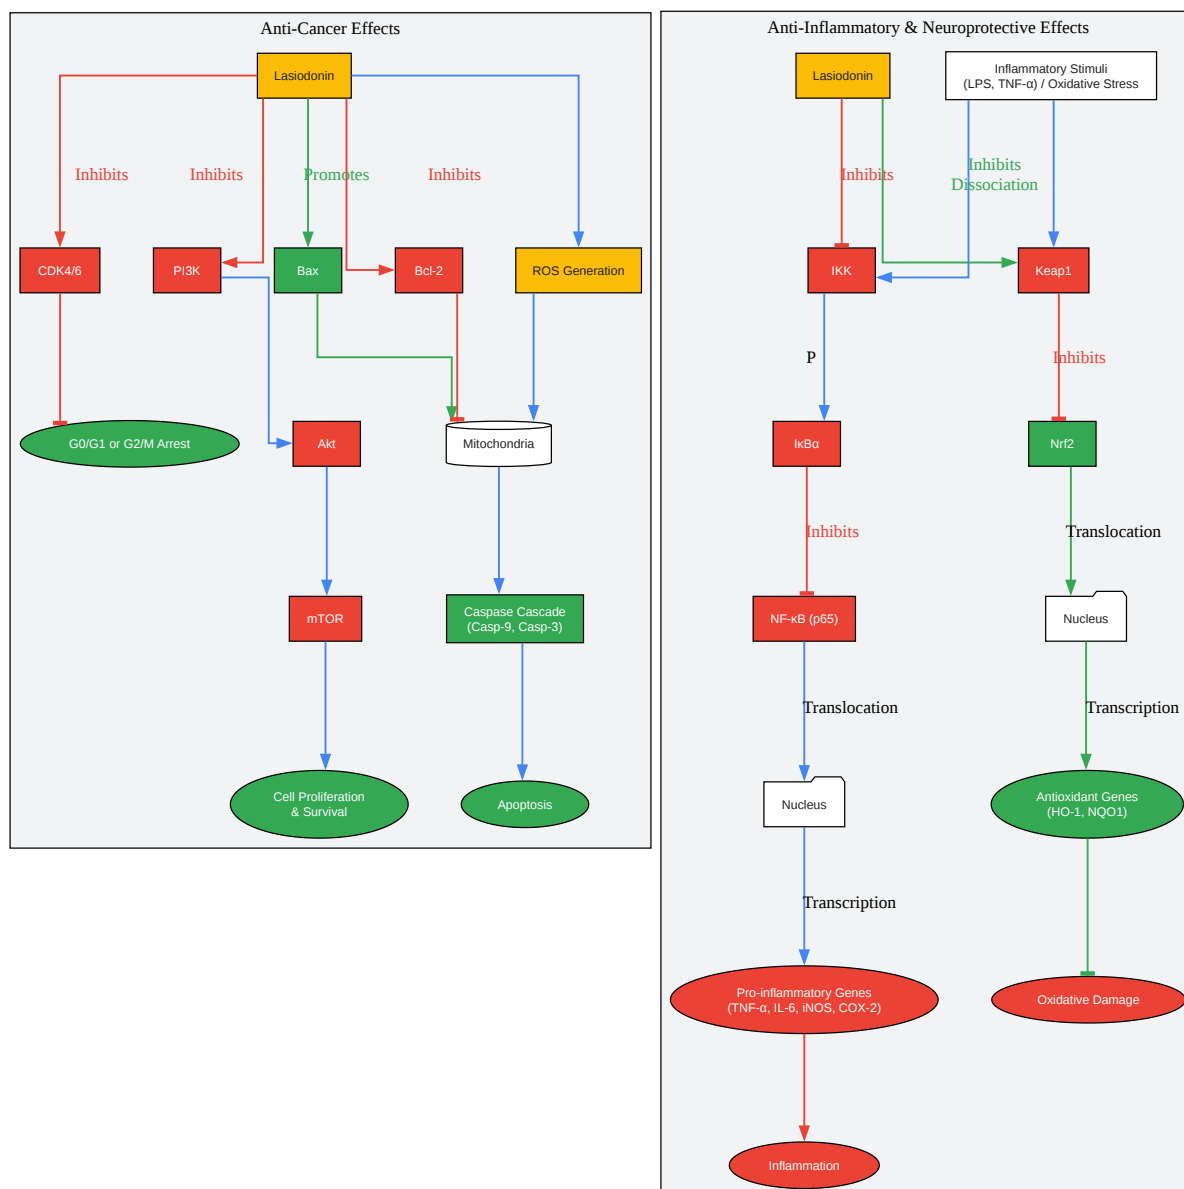 Anti-Cancer Effects
Lasiodonin
Inhibits
Inhibits
Promotes
Inhibits
CDK4/6
PI3K
Bax
Bcl-2
ROS Generation
G0/G1 or G2/M Arrest
Akt
Mitochondria
mTOR
Caspase Cascade
(Casp-9, Casp-3)
Cell Proliferation
& Survival
Apoptosis
Anti-Inflammatory & Neuroprotective Effects
Lasiodonin
Inflammatory Stimuli
(LPS, TNF-α) / Oxidative Stress
Inhibits
Inhibits
Dissociation
IKK
Keap1
P
Inhibits
IκBα
Nrf2
Inhibits
Translocation
NF-κB (p65)
Nucleus
Translocation
Transcription
Nucleus
Antioxidant Genes
(HO-1, NQO1)
Transcription
Pro-inflammatory Genes
(TNF-α, IL-6, iNOS, COX-2)
Oxidative Damage
Inflammation